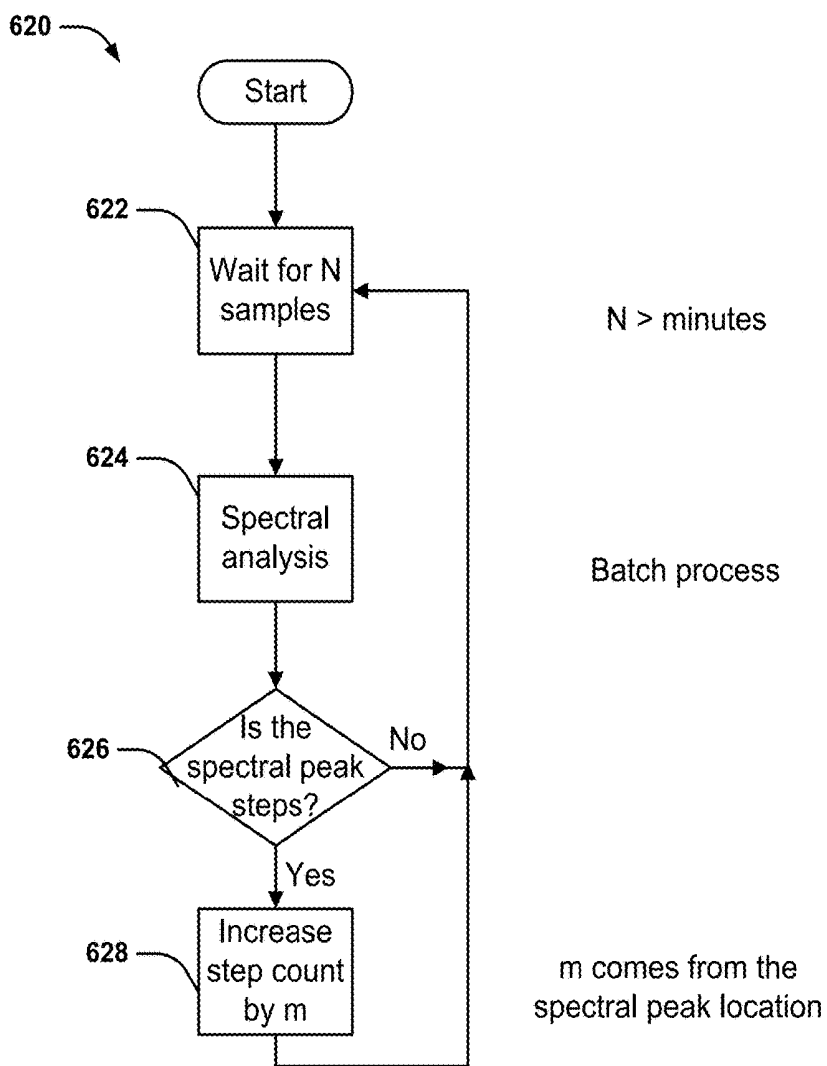 620
Start
622
Wait for N
samples
N > minutes
624
Spectral
analysis
Batch process
626
Is the
spectral peak
steps?
No
Yes
628
Increase
step count
by m
m comes from the
spectral peak location